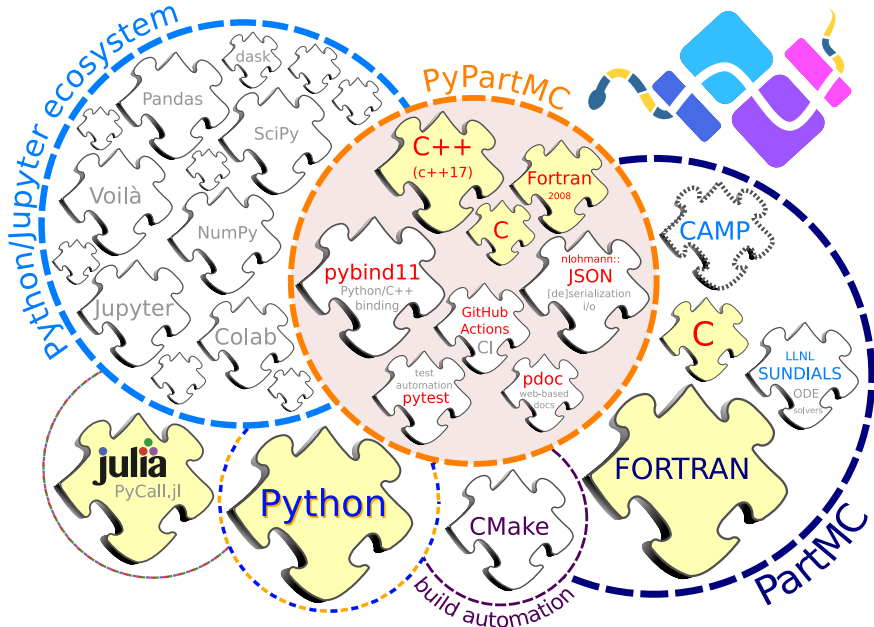 Python/Jupyter ecosystem
dask
Pandas
SciPy
Voilà
NumPy
Jupyter
Colab
PyPartMC
C++
(c++17)
Fortran
2008
C
pybind11
Python/C++
binding
nlohmann::
JSON
[de]serialization
i/o
GitHub
Actions
CI
test
automation
pytest
pdoc
web-based
docs
CAMP
C
LLNL
SUNDIALS
ODE
solvers
FORTRAN
PartMC
julia
PyCall.jl
Python
CMake
build automation